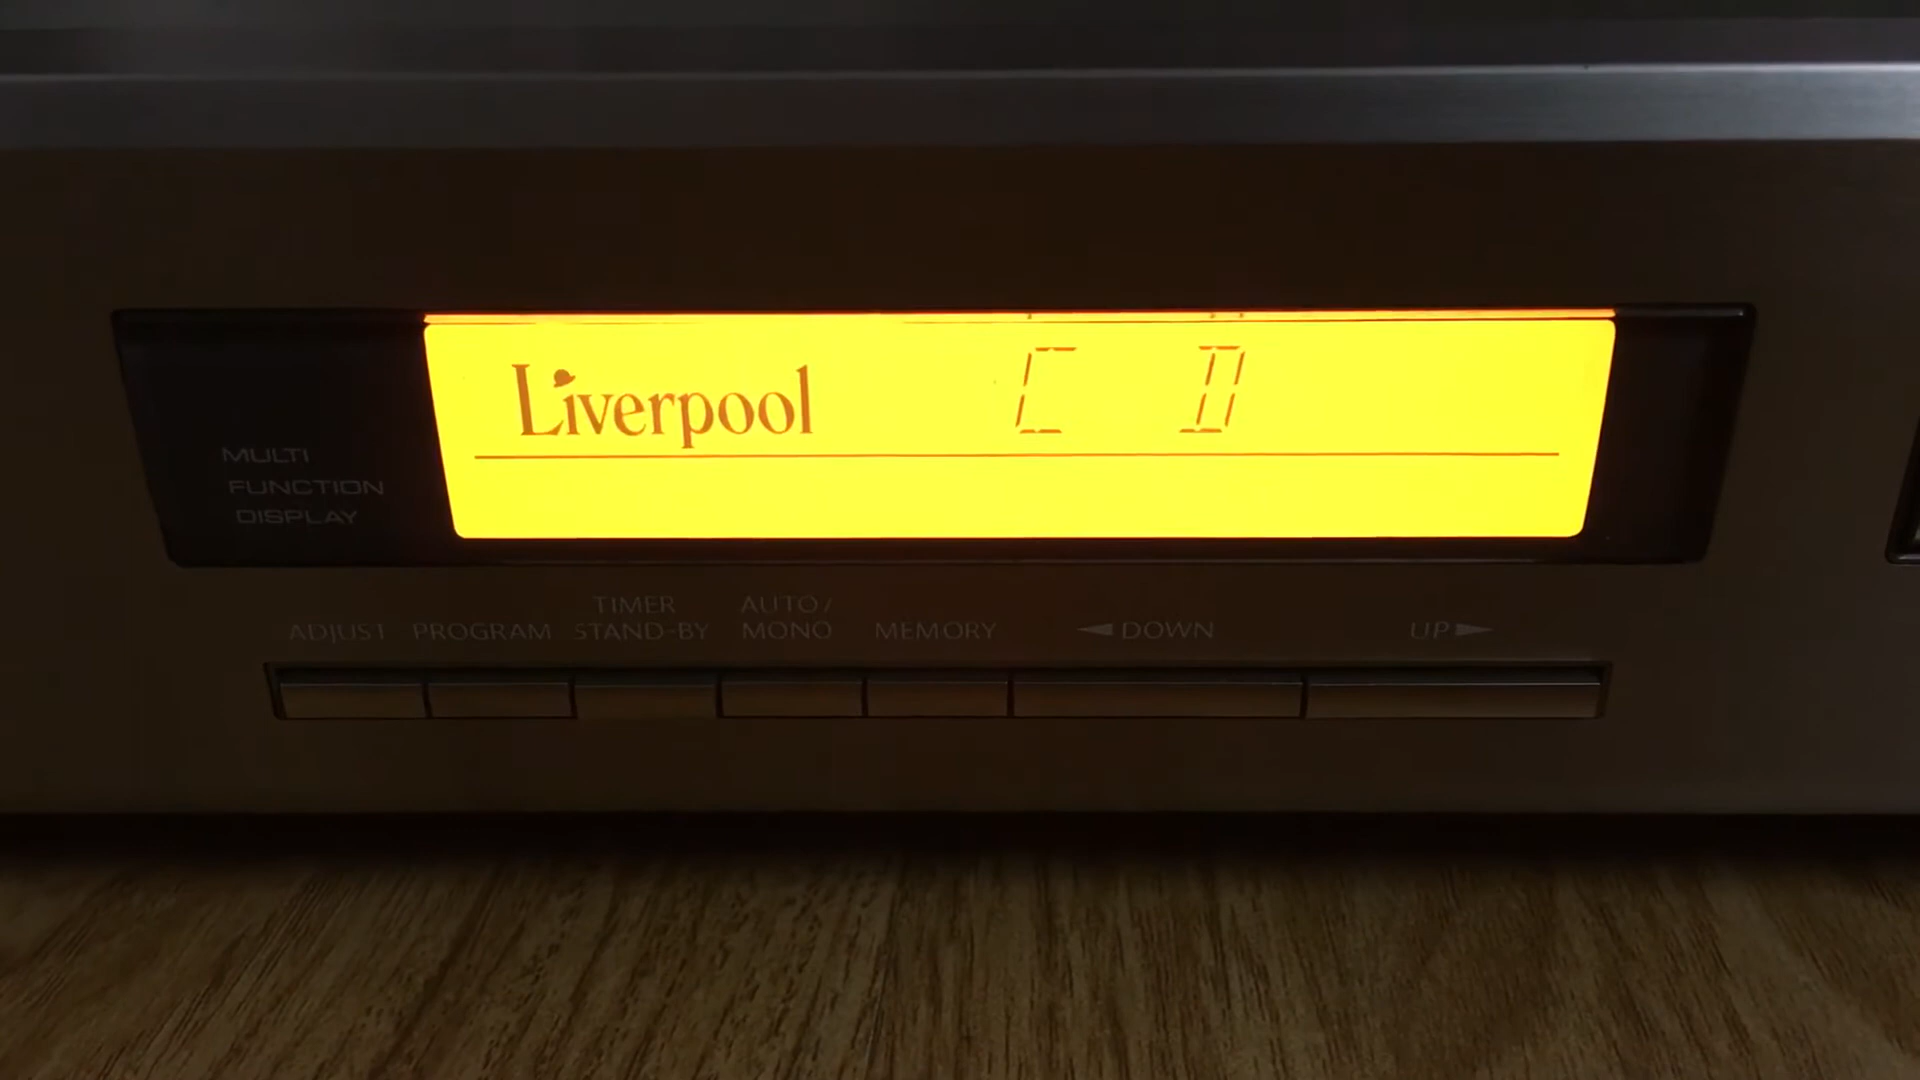 Liverpool C D
MULTI
FUNCTION
DISPLAY
ADJUST
PROGRAM
TIMER
STAND-BY
AUTO/
MONO
MEMORY
◄DOWN
UP►